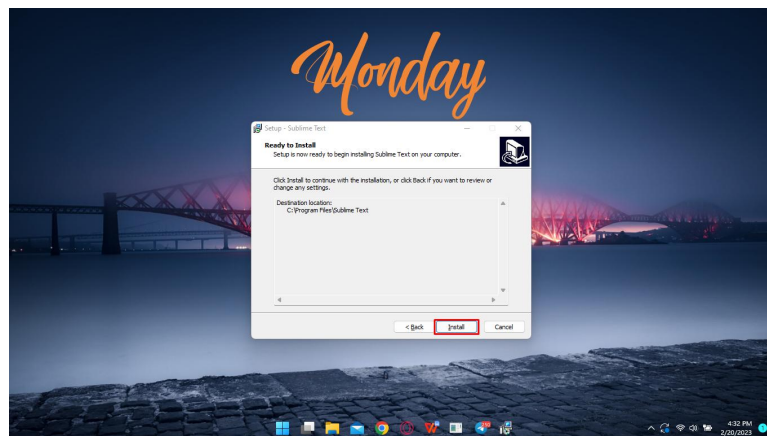 Monday
Setup - Sublime Text
Ready to Install
Setup is now ready to begin installing Sublime Text on your computer.
Click Install to continue with the installation, or click Back if you want to review or
change any settings.
Destination location:
C:\Program Files\Sublime Text
< Back Install Cancel
4:32 PM
2/20/2023